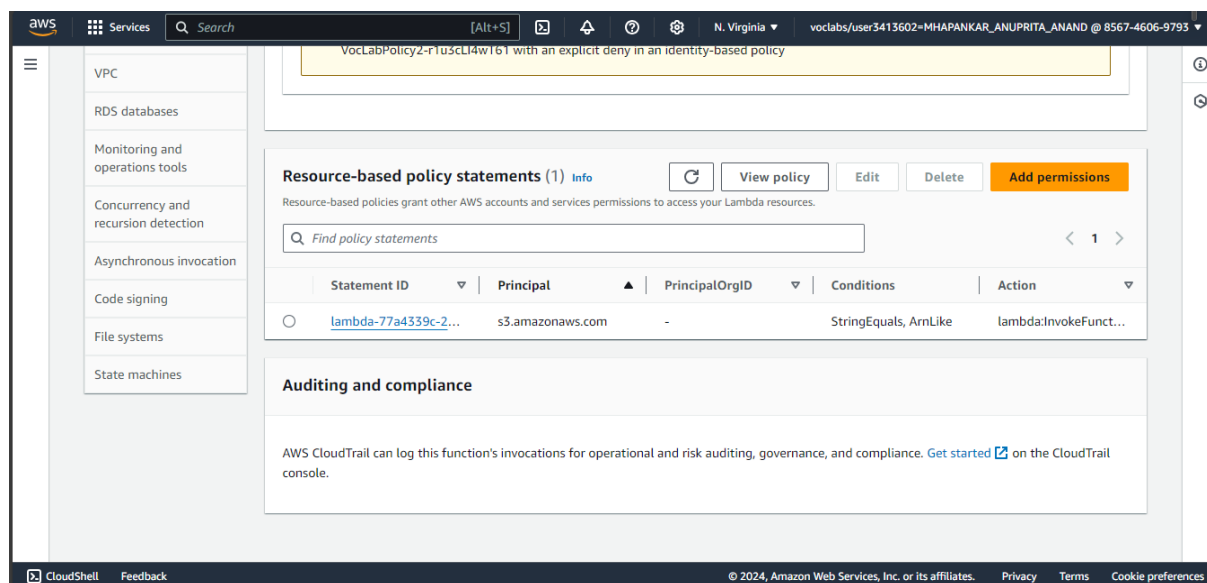 aws Services Search [Alt+S] N. Virginia voclabs/user3413602=MHAPANKAR_ANUPRITA_ANAND @ 8567-4606-9793
VocLabPolicy2-r1u3cLI4wT61 with an explicit deny in an identity-based policy
VPC
RDS databases
Monitoring and
operations tools
Concurrency and
recursion detection
Asynchronous invocation
Code signing
File systems
State machines
Resource-based policy statements (1) Info View policy Edit Delete Add permissions
Resource-based policies grant other AWS accounts and services permissions to access your Lambda resources.
Find policy statements 1
Statement ID Principal PrincipalOrgID Conditions Action
lambda-77a4339c-2... s3.amazonaws.com - StringEquals, ArnLike lambda:InvokeFunct...
Auditing and compliance
AWS CloudTrail can log this function's invocations for operational and risk auditing, governance, and compliance. Get started on the CloudTrail
console.
CloudShell Feedback © 2024, Amazon Web Services, Inc. or its affiliates. Privacy Terms Cookie preferences